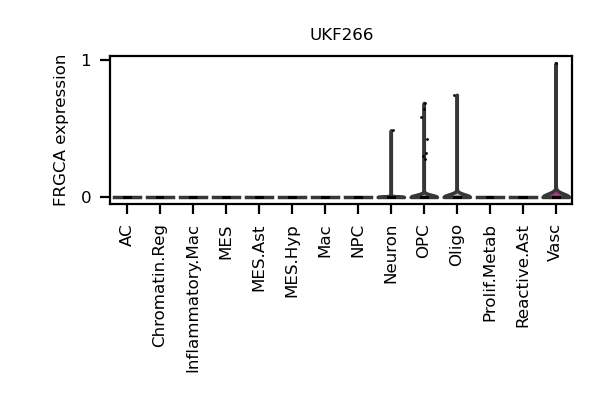 UKF266
FRGCA expression
1
0
AC
Chromatin.Reg
Inflammatory.Mac
MES
MES.Ast
MES.Hyp
Mac
NPC
Neuron
OPC
Oligo
Prolif.Metab
Reactive.Ast
Vasc